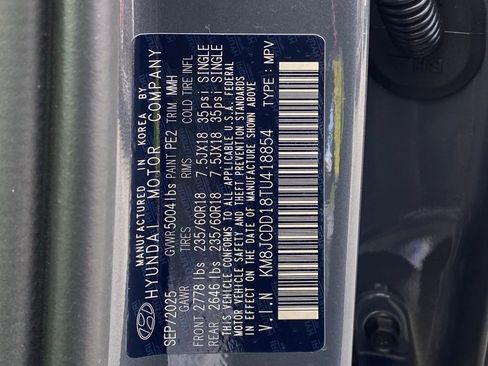 MANUFACTURED IN KOREA BY
HYUNDAI MOTOR COMPANY
SEP/2025 GVWR 5004 lbs PAINT PE2 TRIM MMH
GAWR TIRES RIMS COLD TIRE INFL
FRONT 2778 lbs 235/60R18 7.5JX18 35psi SINGLE
REAR 2646 lbs 235/60R18 7.5JX18 35psi SINGLE
THIS VEHICLE CONFORMS TO ALL APPLICABLE U.S.A. FEDERAL
MOTOR VEHICLE SAFETY AND THEFT PREVENTION STANDARDS
IN EFFECT ON THE DATE OF MANUFACTURE SHOWN ABOVE
V.I.N KM8JCDD18TU418854 TYPE : MPV